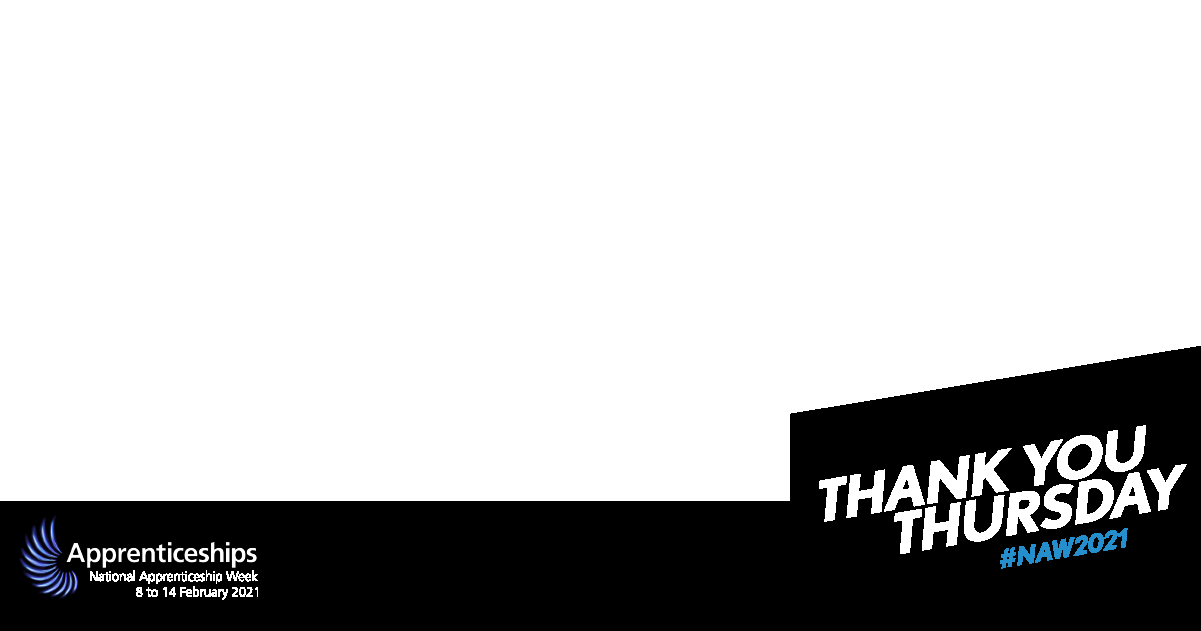 THANK YOU
THURSDAY
#NAW2021
Apprenticeships
National Apprenticeship Week
8 to 14 February 2021